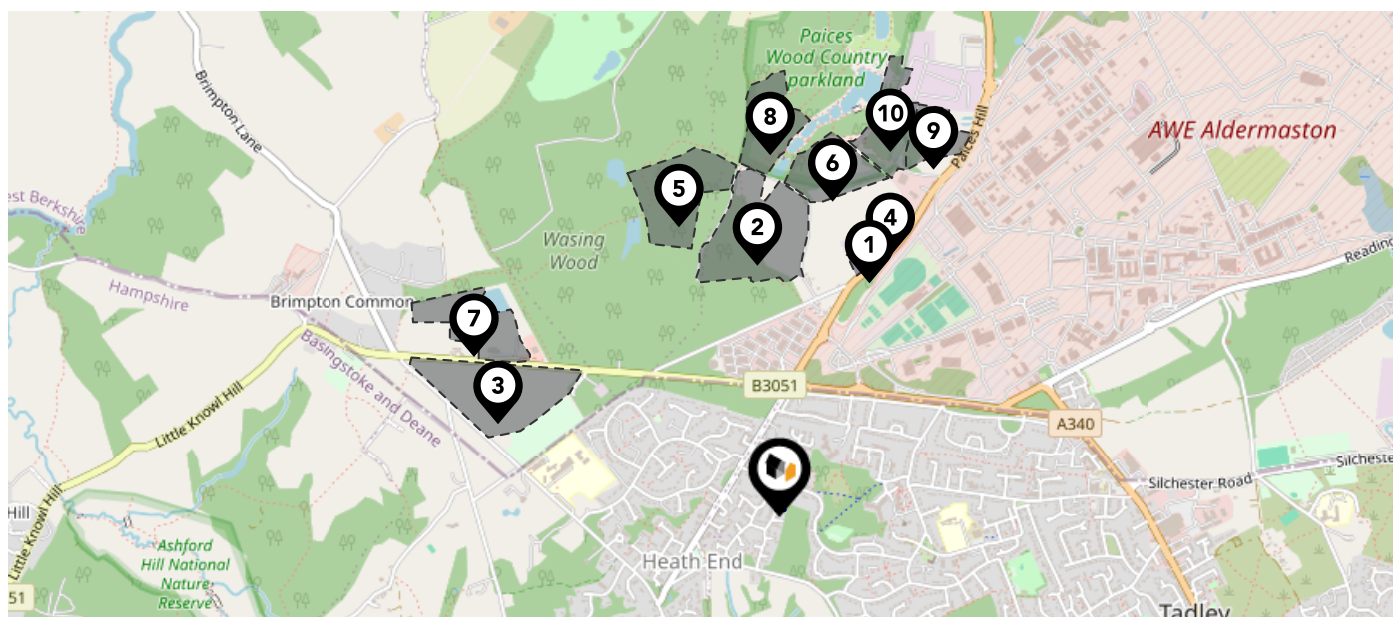 Paices
Wood Country
parkland
Brimpton Lane
8
10
9
Paices Hill
AWE Aldermaston
6
5
est Berkshire
4
2
1
Wasing
Wood
Reading
Hampshire
Brimpton Common
7
Basingstoke and Deane
3
B3051
Little Knowl Hill
A340
Silcheste
Silchester Road
Hill
Little Knowl Hill
Ashford
Hill National
Nature
Reserve
Heath End
51
Tadley